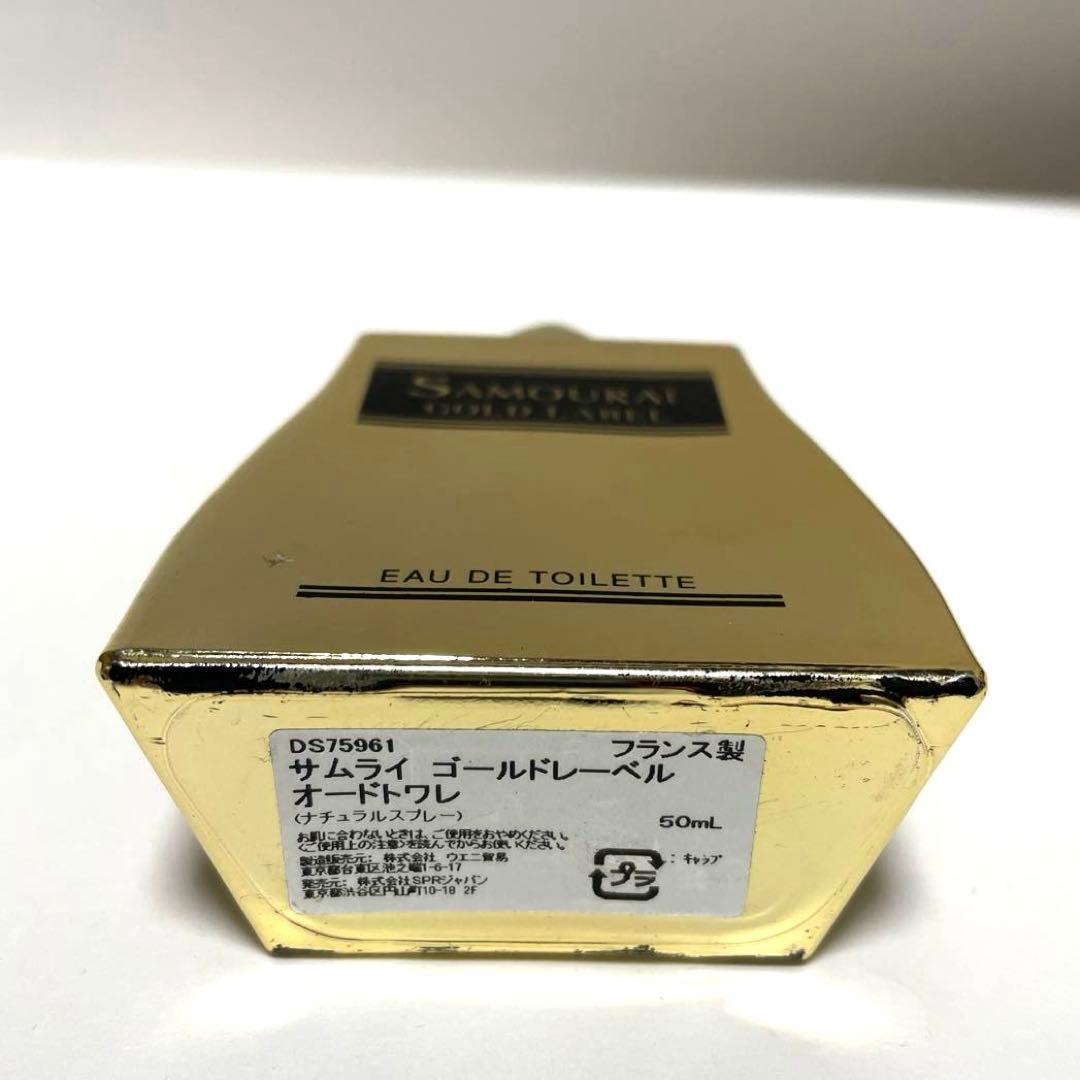 SAMOURAÏ
GOLD LABEL
EAU DE TOILETTE
DS75961 フランス製
サムライ ゴールドレーベル
オードトワレ
(ナチュラルスプレー) 50mL
お肌に合わないときは、ご使用をおやめください。
〈ご使用上の注意〉を読んでからお使いください。
製造販売元: 株式会社 ウエニ貿易
東京都台東区池之端1-6-17
発売元: 株式会社SPRジャパン
東京都渋谷区円山町10-18 2F
プラ : キャップ